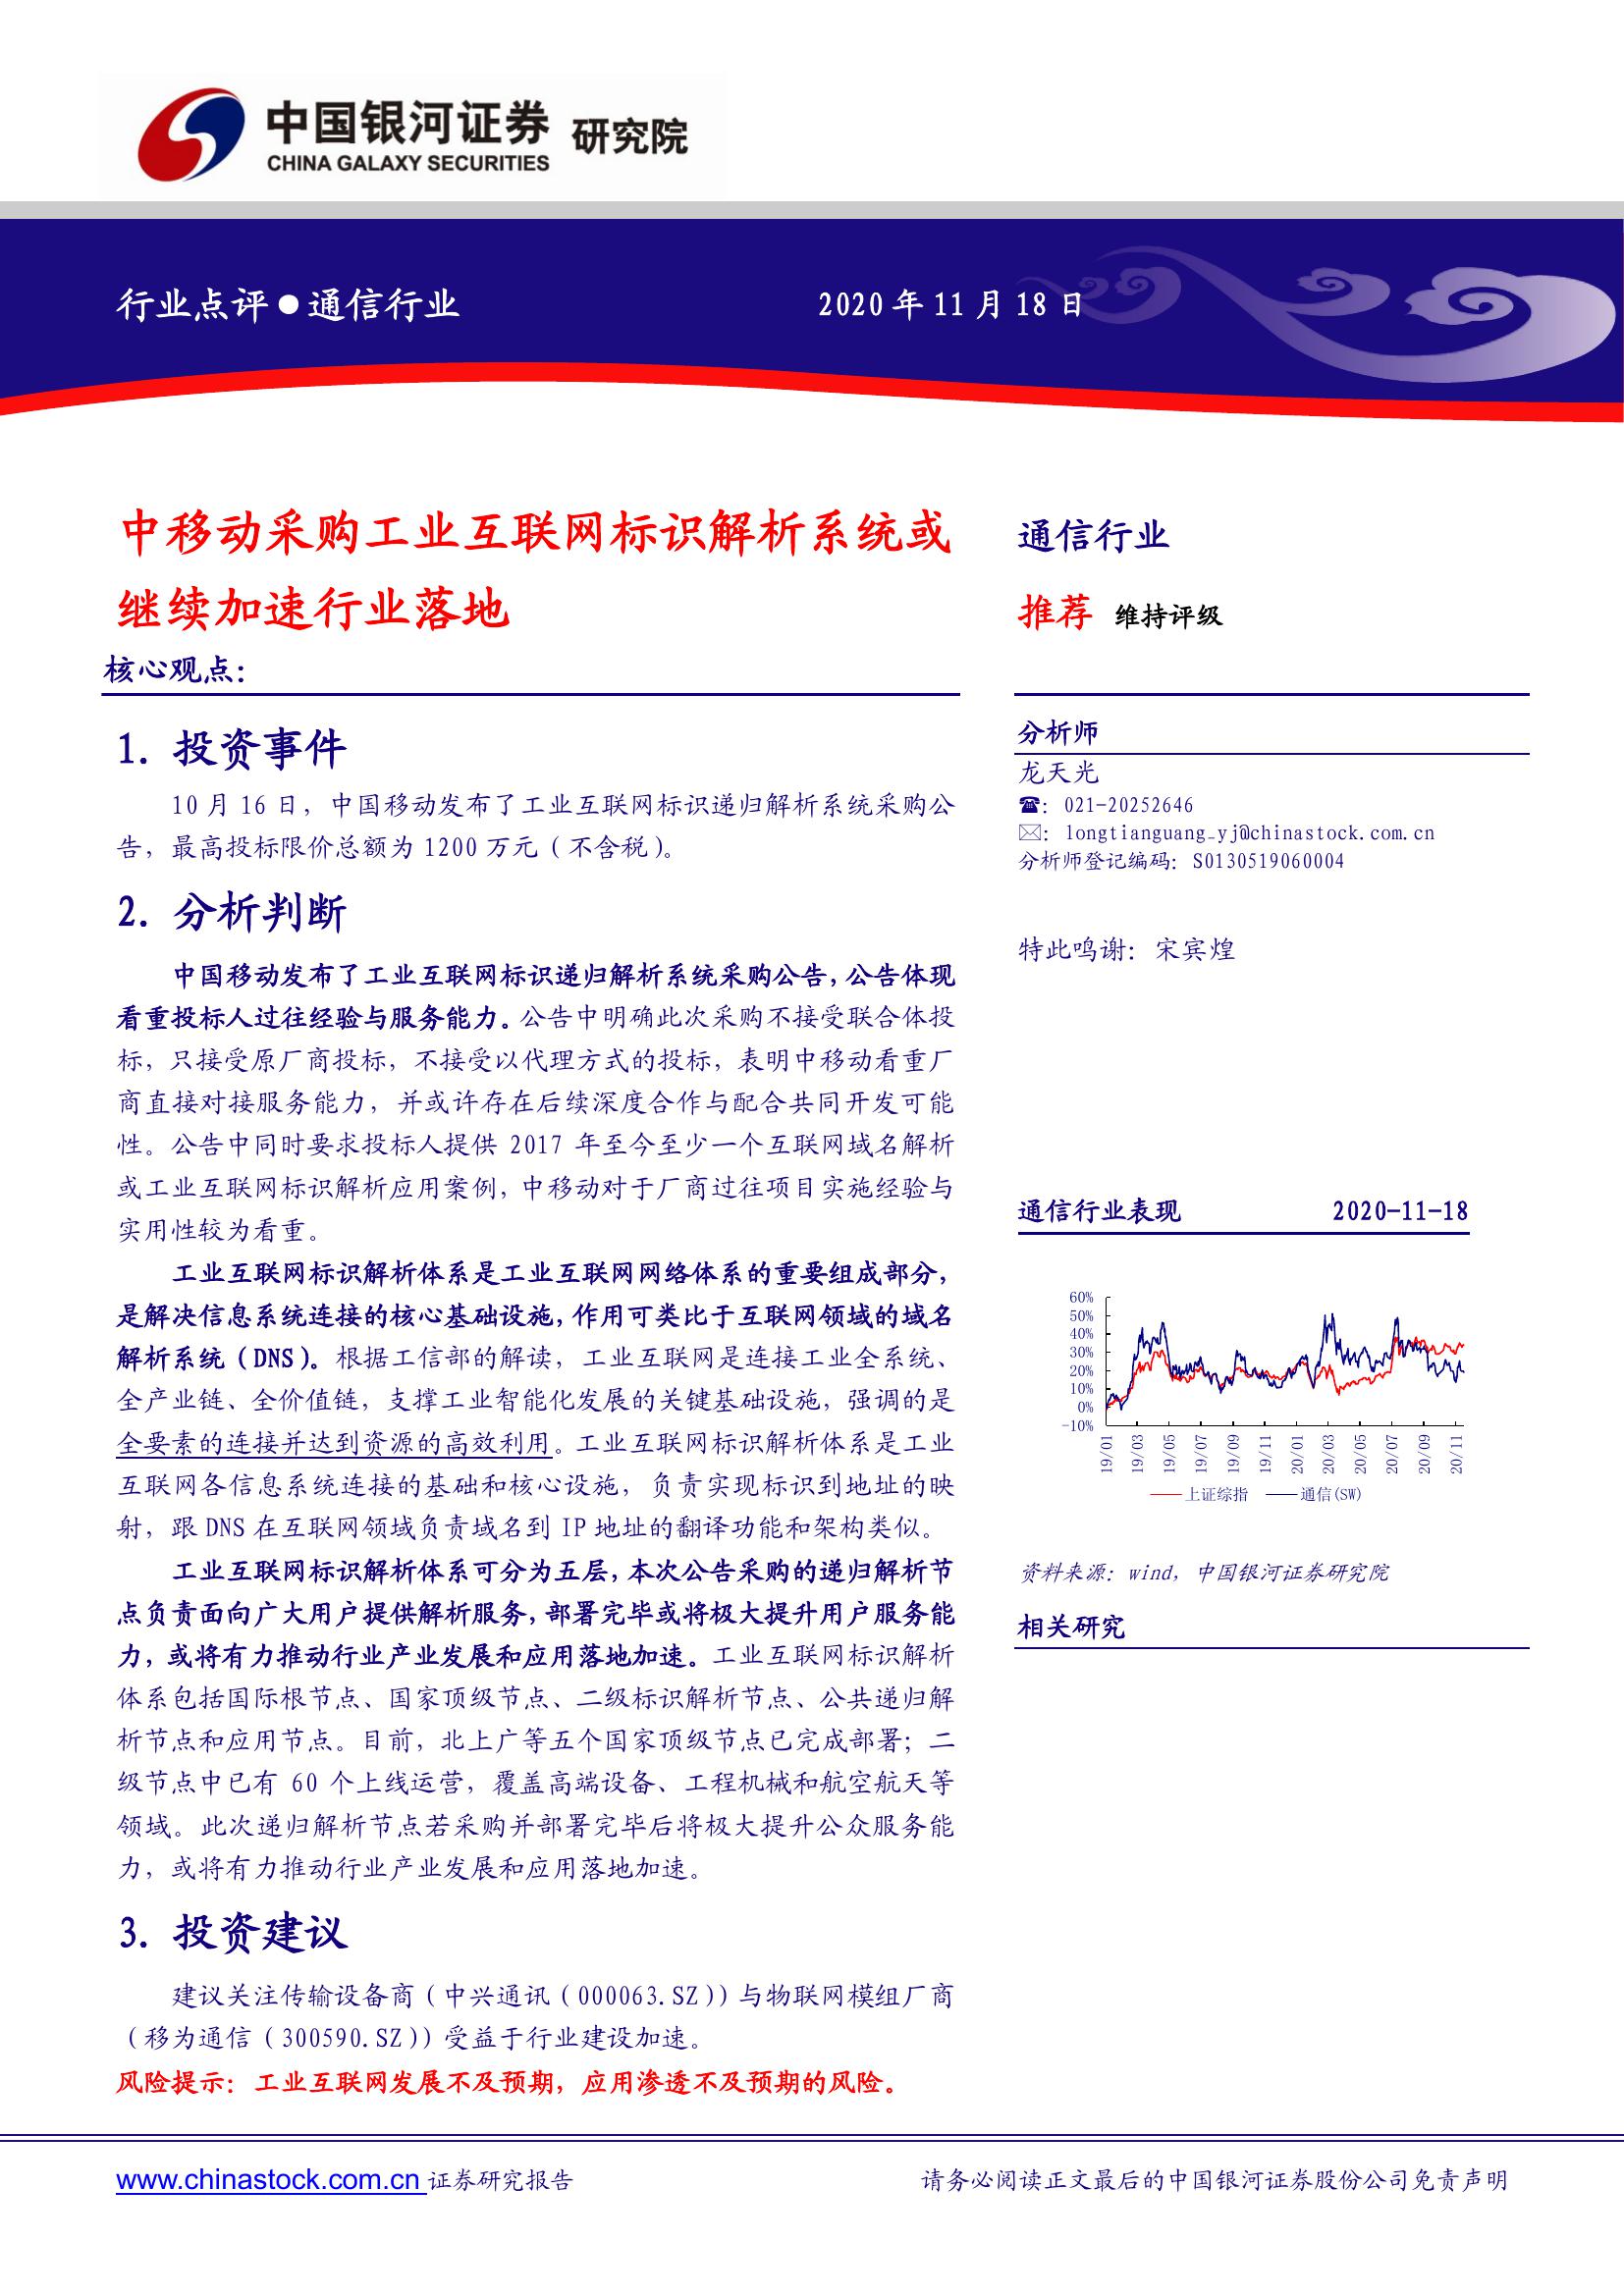 中国银河证券 研究院
CHINA GALAXY SECURITIES
行业点评●通信行业 2020 年 11 月 18 日
中移动采购工业互联网标识解析系统或
继续加速行业落地
核心观点：
1. 投资事件
10 月 16 日，中国移动发布了工业互联网标识递归解析系统采购公
告，最高投标限价总额为 1200 万元（不含税）。
2. 分析判断
中国移动发布了工业互联网标识递归解析系统采购公告，公告体现
看重投标人过往经验与服务能力。公告中明确此次采购不接受联合体投
标，只接受原厂商投标，不接受以代理方式的投标，表明中移动看重厂
商直接对接服务能力，并或许存在后续深度合作与配合共同开发可能
性。公告中同时要求投标人提供 2017 年至今至少一个互联网域名解析
或工业互联网标识解析应用案例，中移动对于厂商过往项目实施经验与
实用性较为看重。
工业互联网标识解析体系是工业互联网网络体系的重要组成部分，
是解决信息系统连接的核心基础设施，作用可类比于互联网领域的域名
解析系统（DNS）。根据工信部的解读，工业互联网是连接工业全系统、
全产业链、全价值链，支撑工业智能化发展的关键基础设施，强调的是
全要素的连接并达到资源的高效利用。工业互联网标识解析体系是工业
互联网各信息系统连接的基础和核心设施，负责实现标识到地址的映
射，跟 DNS 在互联网领域负责域名到 IP 地址的翻译功能和架构类似。
工业互联网标识解析体系可分为五层，本次公告采购的递归解析节
点负责面向广大用户提供解析服务，部署完毕或将极大提升用户服务能
力，或将有力推动行业产业发展和应用落地加速。工业互联网标识解析
体系包括国际根节点、国家顶级节点、二级标识解析节点、公共递归解
析节点和应用节点。目前，北上广等五个国家顶级节点已完成部署；二
级节点中已有 60 个上线运营，覆盖高端设备、工程机械和航空航天等
领域。此次递归解析节点若采购并部署完毕后将极大提升公众服务能
力，或将有力推动行业产业发展和应用落地加速。
3. 投资建议
建议关注传输设备商（中兴通讯（000063.SZ））与物联网模组厂商
（移为通信（300590.SZ））受益于行业建设加速。
风险提示：工业互联网发展不及预期，应用渗透不及预期的风险。
通信行业
推荐 维持评级
分析师
龙天光
☎：021-20252646
✉：longtianguang_yj@chinastock.com.cn
分析师登记编码：S0130519060004
特此鸣谢：宋宾煌
通信行业表现 2020-11-18
60%
50%
40%
30%
20%
10%
0%
-10%
19/01
19/03
19/05
19/07
19/09
19/11
20/01
20/03
20/05
20/07
20/09
20/11
上证综指 通信(SW)
资料来源：wind，中国银河证券研究院
相关研究
www.chinastock.com.cn 证券研究报告 请务必阅读正文最后的中国银河证券股份公司免责声明